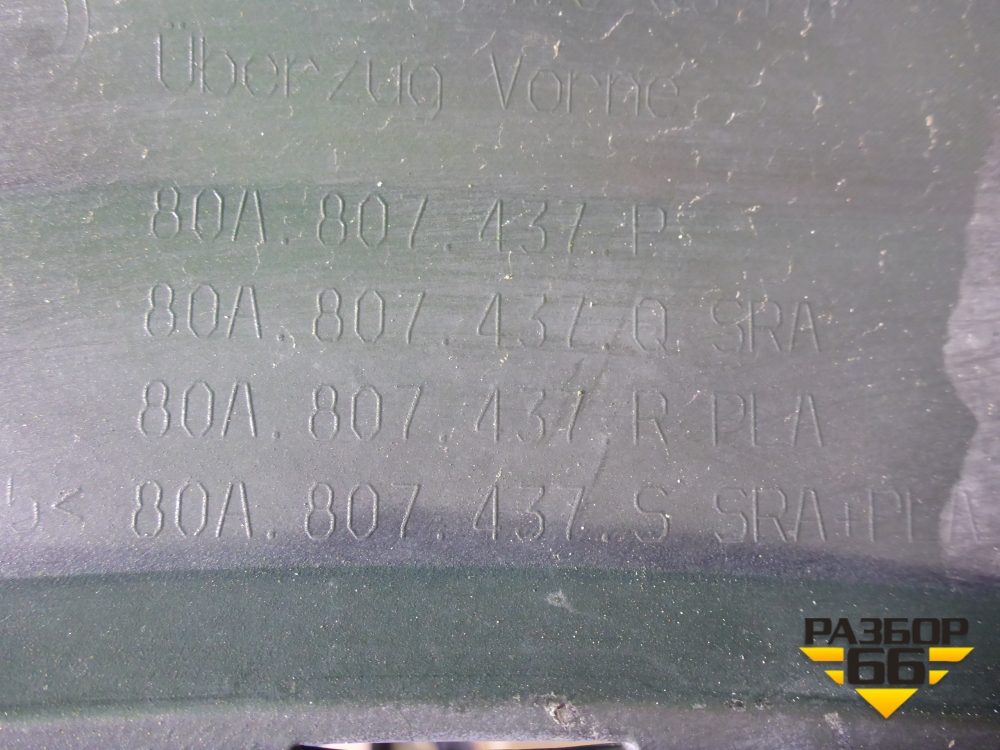 Überzug Vorne
80A.807.437.P
80A.807.437.Q SRA
80A.807.437.R PLA
5< 80A.807.437.S SRA+PLA
РАЗБОР
66